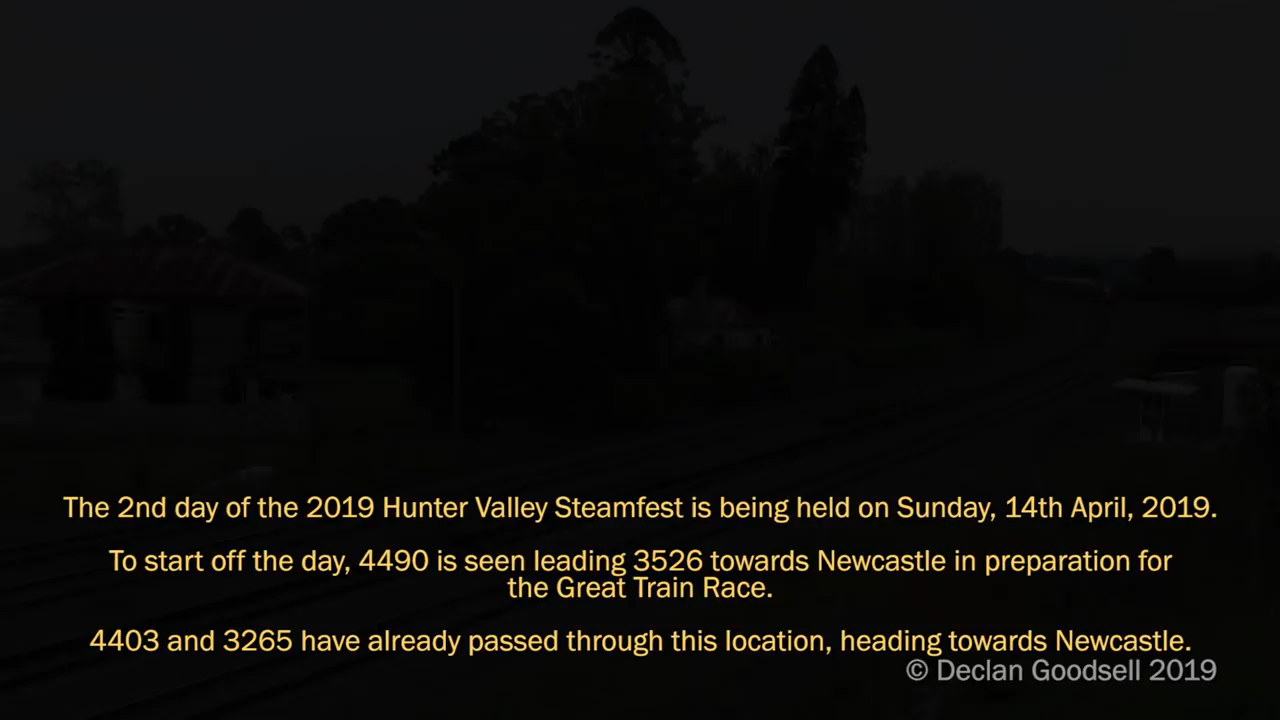 The 2nd day of the 2019 Hunter Valley Steamfest is being held on Sunday, 14th April, 2019.
To start off the day, 4490 is seen leading 3526 towards Newcastle in preparation for
the Great Train Race.
4403 and 3265 have already passed through this location, heading towards Newcastle.
© Declan Goodsell 2019